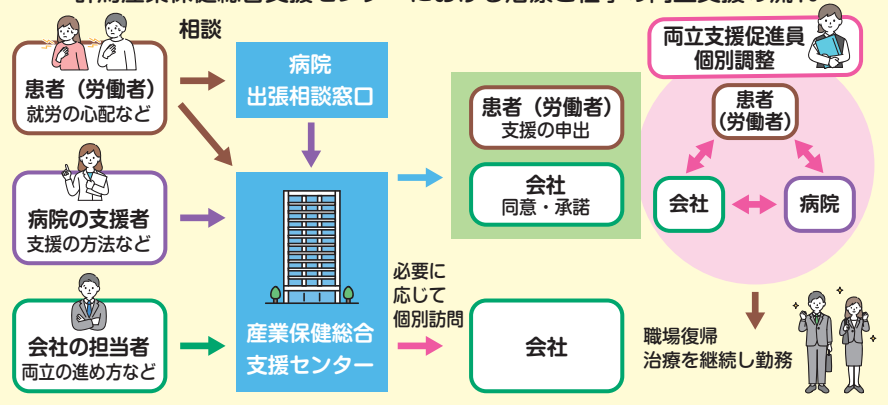 相談
患者（労働者）
就労の心配など
病院
出張相談窓口
病院の支援者
支援の方法など
会社の担当者
両立の進め方など
産業保健総合
支援センター
患者（労働者）
支援の申出
会社
同意・承諾
必要に
応じて
個別訪問
会社
両立支援促進員
個別調整
患者
（労働者）
会社
病院
職場復帰
治療を継続し勤務